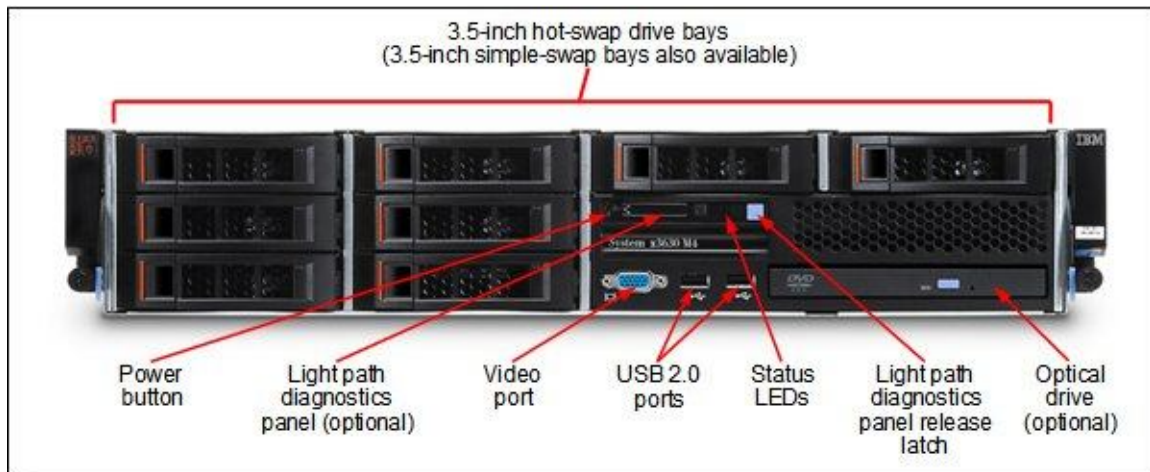 3.5-inch hot-swap drive bays
(3.5-inch simple-swap bays also available)
IBM
System x3630 M4
DVD
Power
button
Light path
diagnostics
panel (optional)
Video
port
USB 2.0
ports
Status
LEDs
Light path
diagnostics
panel release
latch
Optical
drive
(optional)